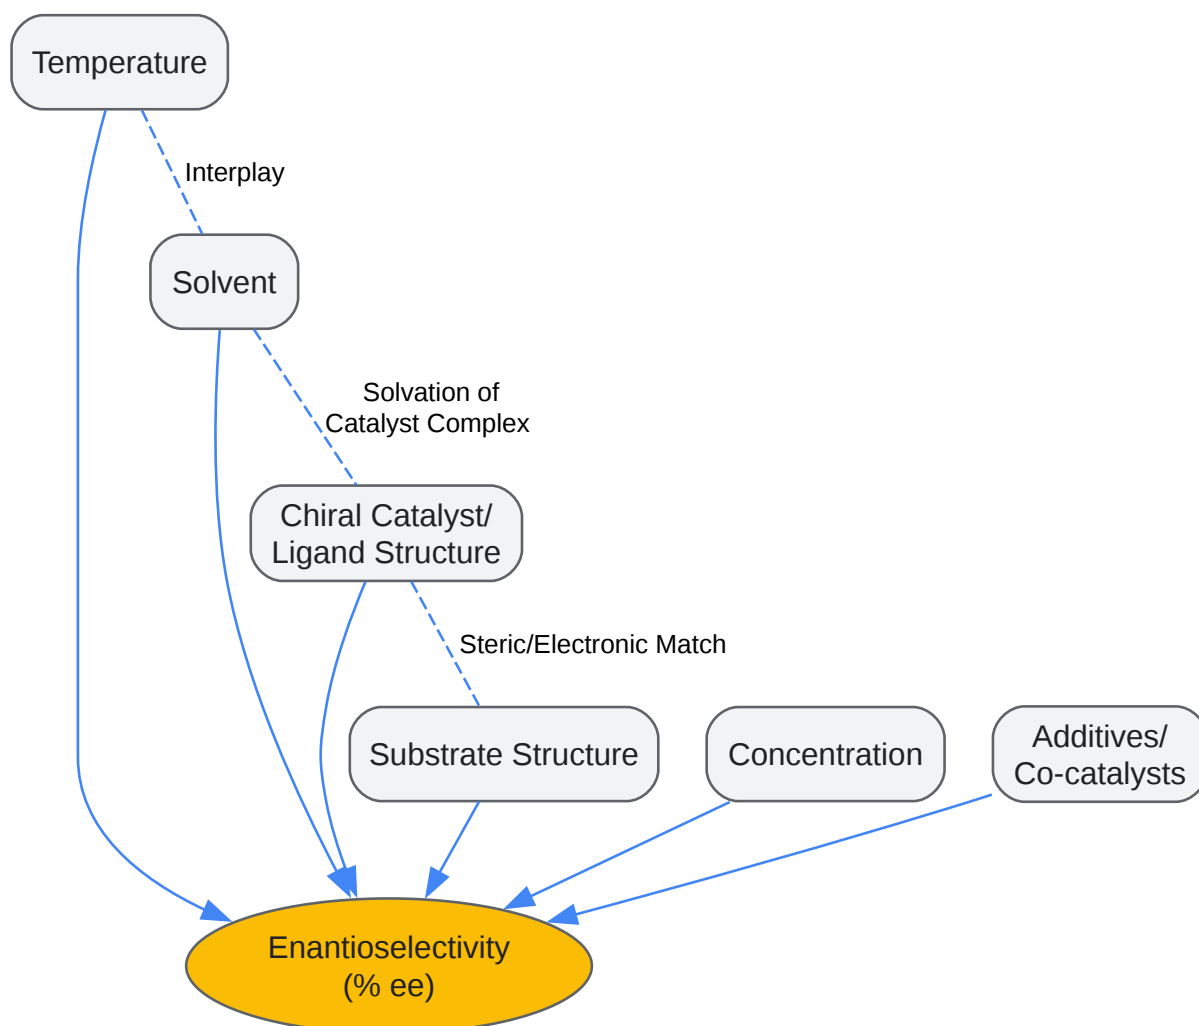 Temperature
Interplay
Solvent
Solvation of
Catalyst Complex
Chiral Catalyst/
Ligand Structure
Steric/Electronic Match
Substrate Structure
Concentration
Additives/
Co-catalysts
Enantioselectivity
(% ee)